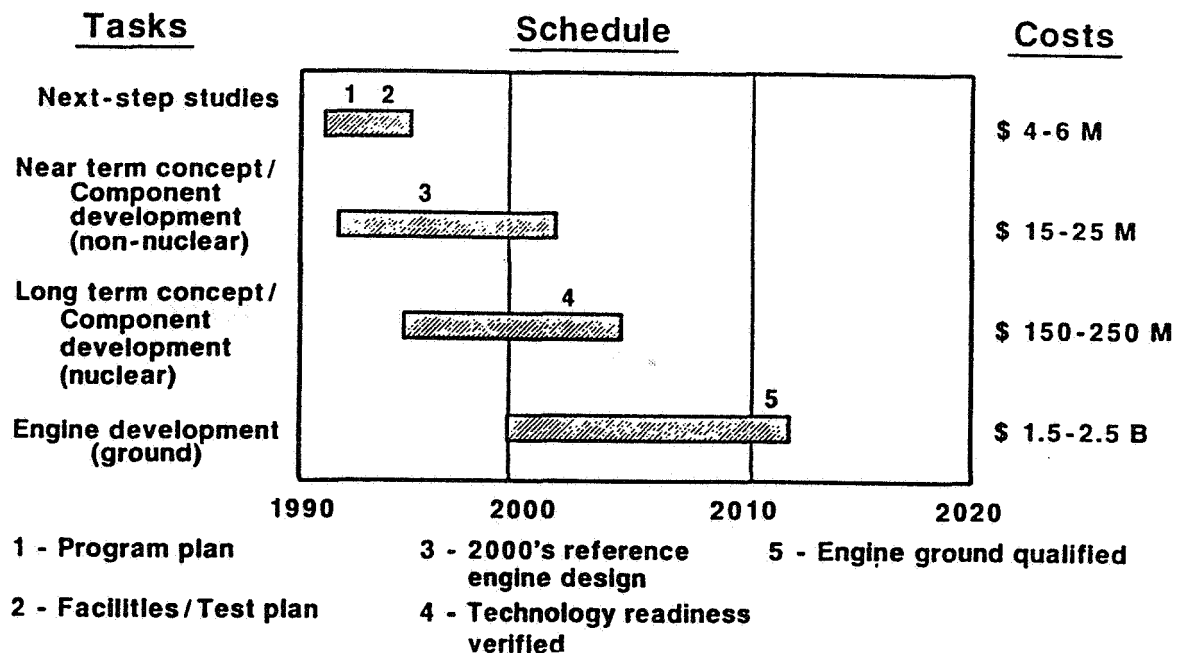 Tasks
Schedule
Costs
Next-step studies
1 2
$ 4-6 M
Near term concept/
Component
development
(non-nuclear)
3
$ 15-25 M
Long term concept/
Component
development
(nuclear)
4
$ 150-250 M
Engine development
(ground)
5
$ 1.5-2.5 B
1990 2000 2010 2020
1 - Program plan
2 - Facilities/Test plan
3 - 2000's reference
engine design
4 - Technology readiness
verified
5 - Engine ground qualified